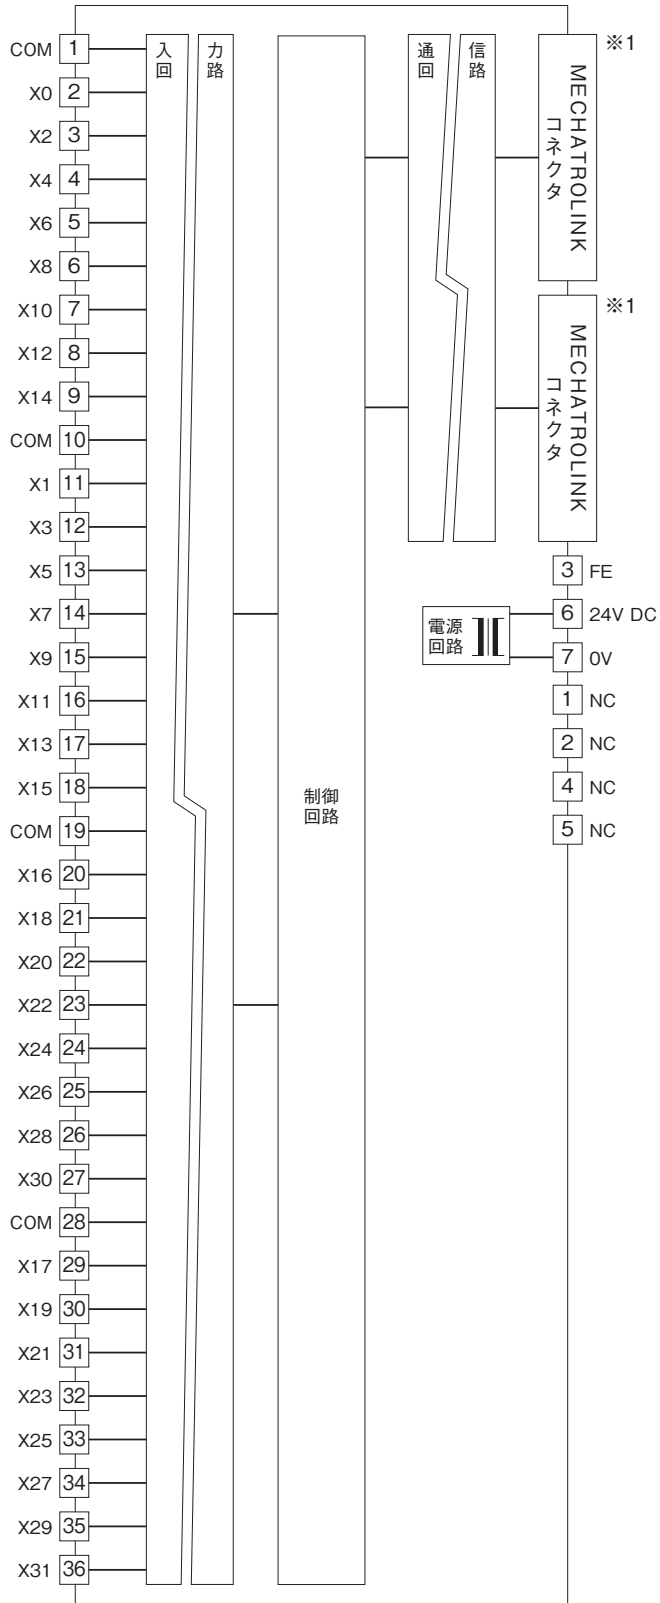 COM 1
X0 2
X2 3
X4 4
X6 5
X8 6
X10 7
X12 8
X14 9
COM 10
X1 11
X3 12
X5 13
X7 14
X9 15
X11 16
X13 17
X15 18
COM 19
X16 20
X18 21
X20 22
X22 23
X24 24
X26 25
X28 26
X30 27
COM 28
X17 29
X19 30
X21 31
X23 32
X25 33
X27 34
X29 35
X31 36
入力
回路
制御
回路
通信
回路
※1
MECHATROLINK
コネクタ
※1
MECHATROLINK
コネクタ
電源
回路
3 FE
6 24V DC
7 0V
1 NC
2 NC
4 NC
5 NC